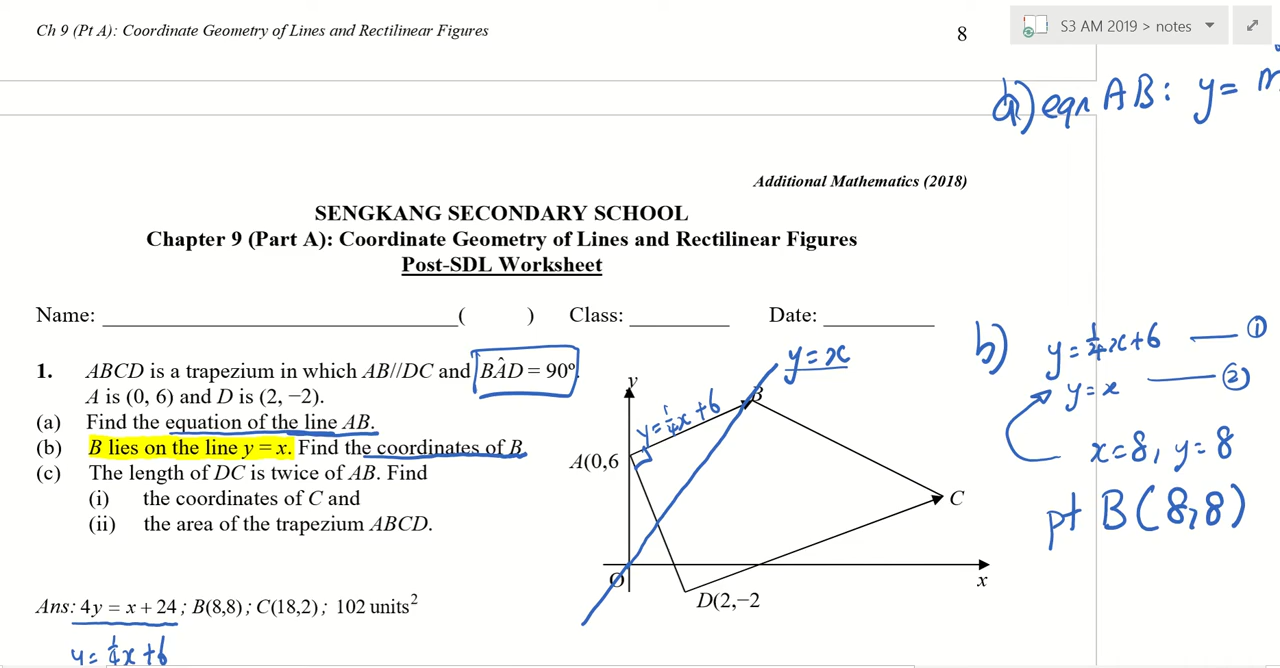 Ch 9 (Pt A): Coordinate Geometry of Lines and Rectilinear Figures
8
S3 AM 2019 > notes
a) eqn AB: y=
Additional Mathematics (2018)
SENGKANG SECONDARY SCHOOL
Chapter 9 (Part A): Coordinate Geometry of Lines and Rectilinear Figures
Post-SDL Worksheet
Name: ____ ( ) Class: ____ Date: ____
1. ABCD is a trapezium in which AB//DC and BÂD = 90º.
A is (0, 6) and D is (2, −2).
(a) Find the equation of the line AB.
(b) B lies on the line y = x. Find the coordinates of B.
(c) The length of DC is twice of AB. Find
(i) the coordinates of C and
(ii) the area of the trapezium ABCD.
Ans: 4y = x + 24 ; B(8,8) ; C(18,2) ; 102 units²
y = 1/4x + 6
y
y = x
B
y = 1/4x + 6
A(0,6
C
O
x
D(2,−2
b) y = 1/4x + 6 — ①
y = x — ②
x = 8, y = 8
pt B(8,8)